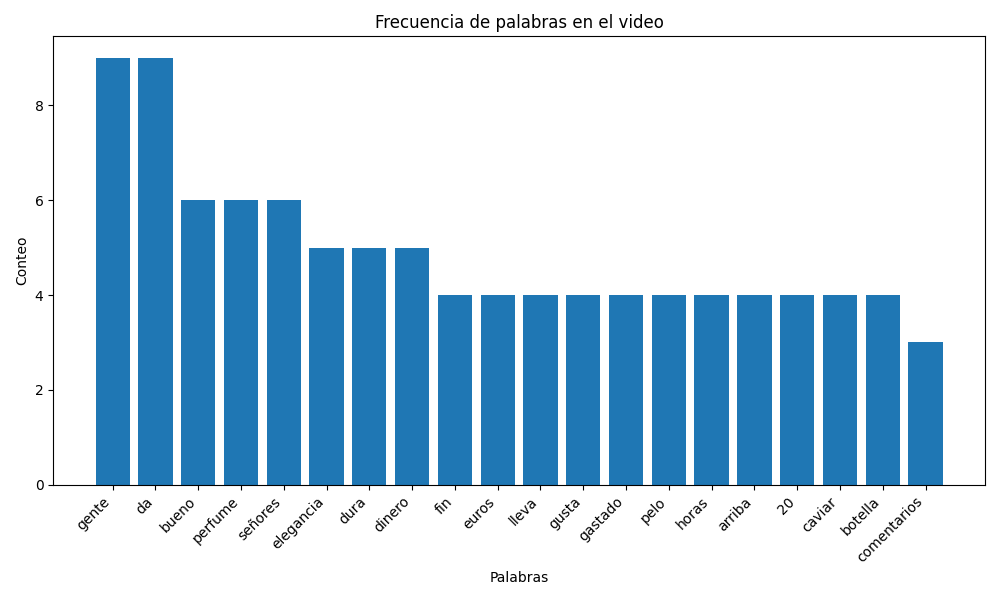 Frecuencia de palabras en el video
Conteo
8
6
4
2
0
gente
da
bueno
perfume
señores
elegancia
dura
dinero
fin
euros
lleva
gusta
gastado
pelo
horas
arriba
20
caviar
botella
comentarios
Palabras